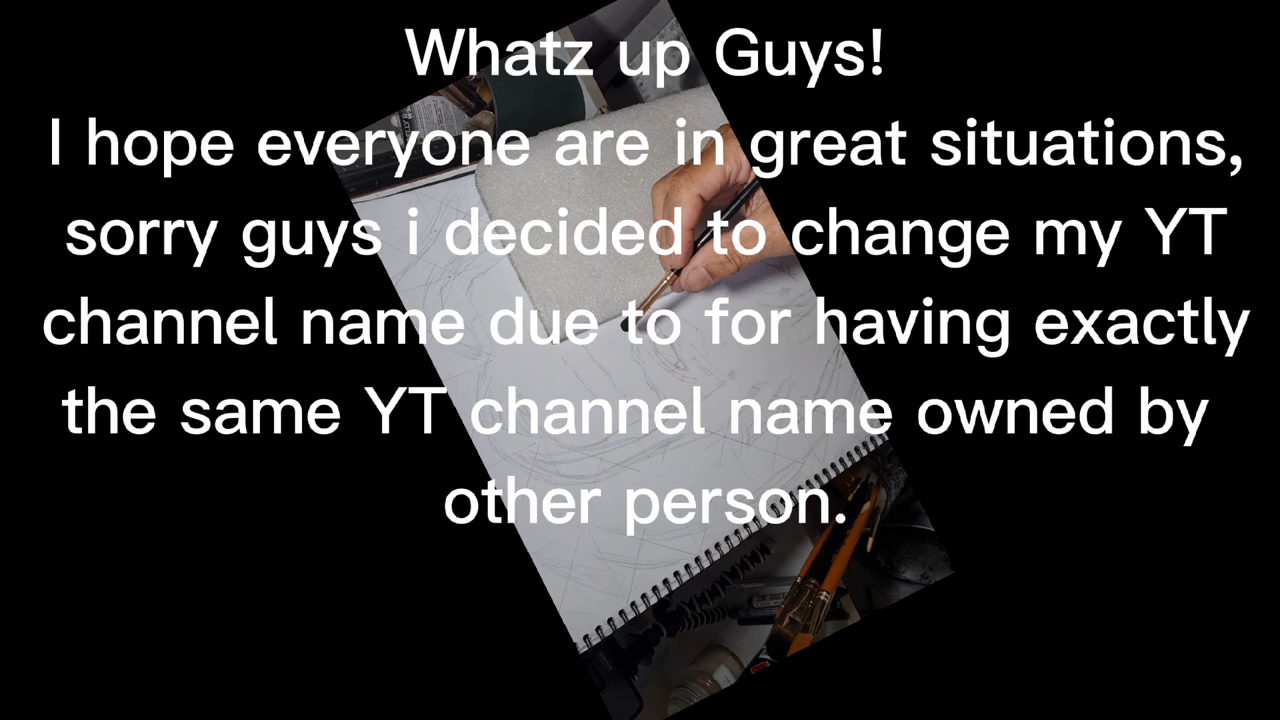 Whatz up Guys!
I hope everyone are in great situations,
sorry guys i decided to change my YT
channel name due to for having exactly
the same YT channel name owned by
other person.